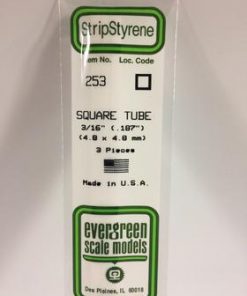 StripStyrene
Item No. Loc. Code
253
SQUARE TUBE
3/16" (.187")
(4.8 x 4.8 mm)
3 Pieces
Made in U.S.A.
evergreen
scale models
Des Plaines, IL 60018